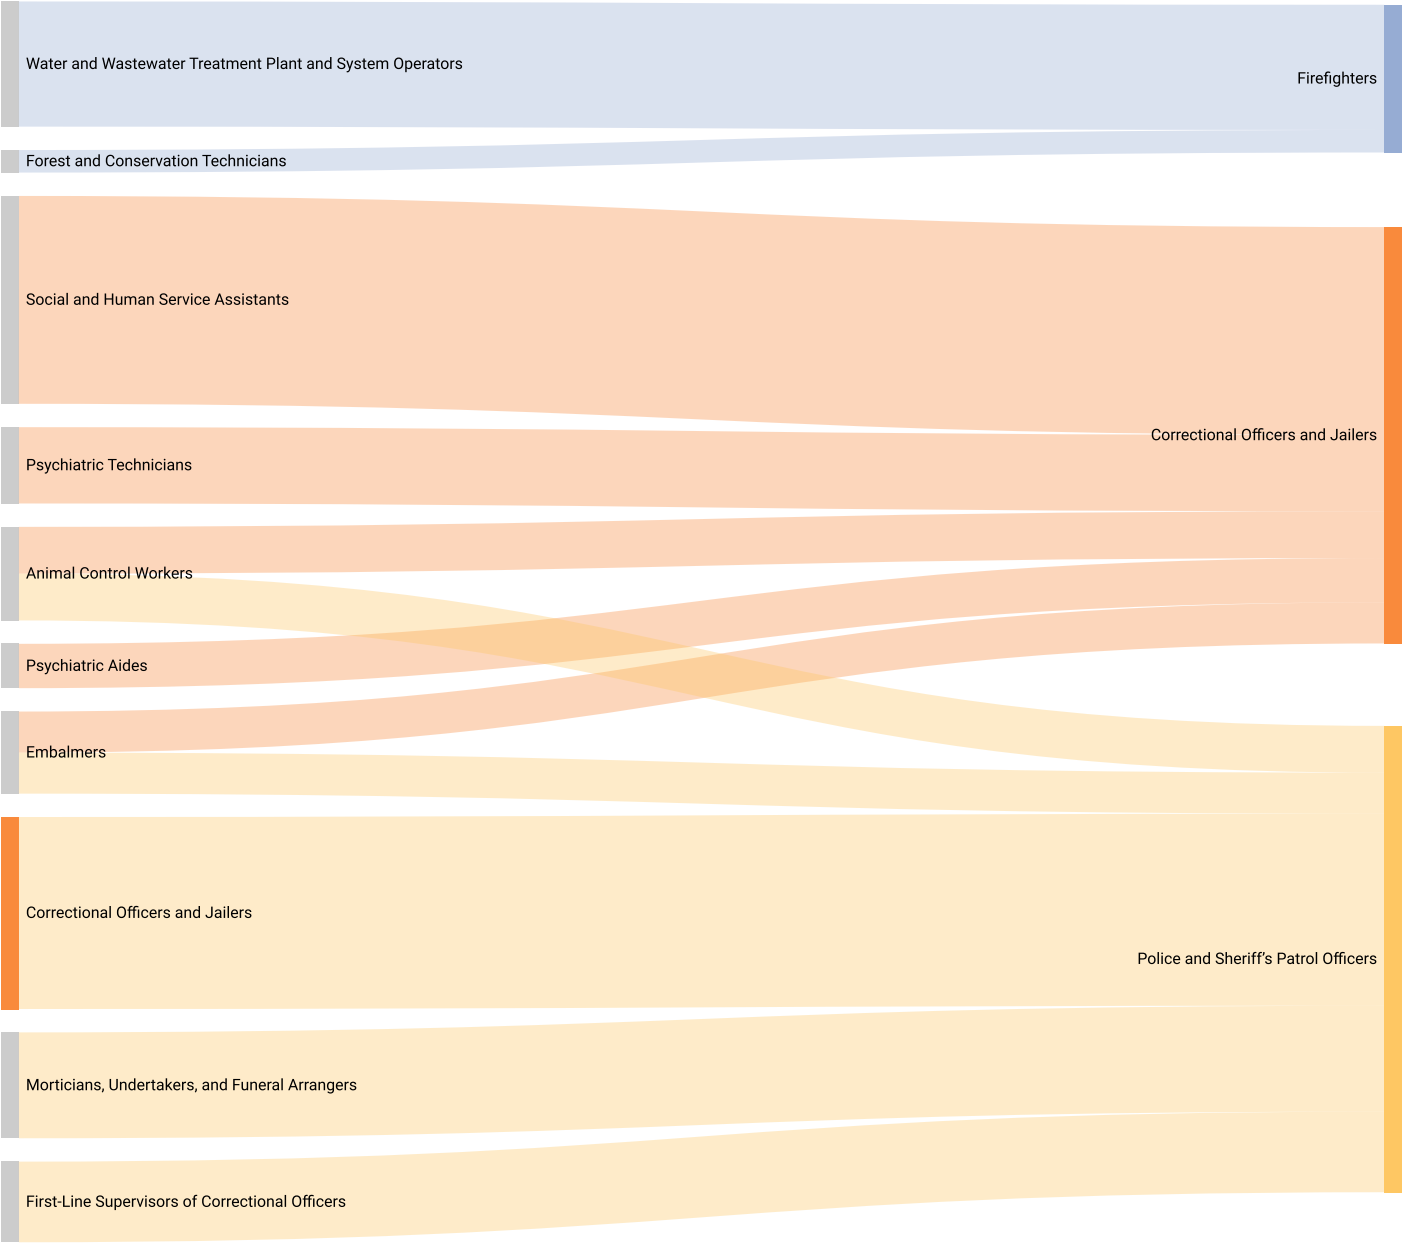 Water and Wastewater Treatment Plant and System Operators
Firefighters
Forest and Conservation Technicians
Social and Human Service Assistants
Correctional Officers and Jailers
Psychiatric Technicians
Animal Control Workers
Psychiatric Aides
Embalmers
Correctional Officers and Jailers
Police and Sheriff’s Patrol Officers
Morticians, Undertakers, and Funeral Arrangers
First-Line Supervisors of Correctional Officers